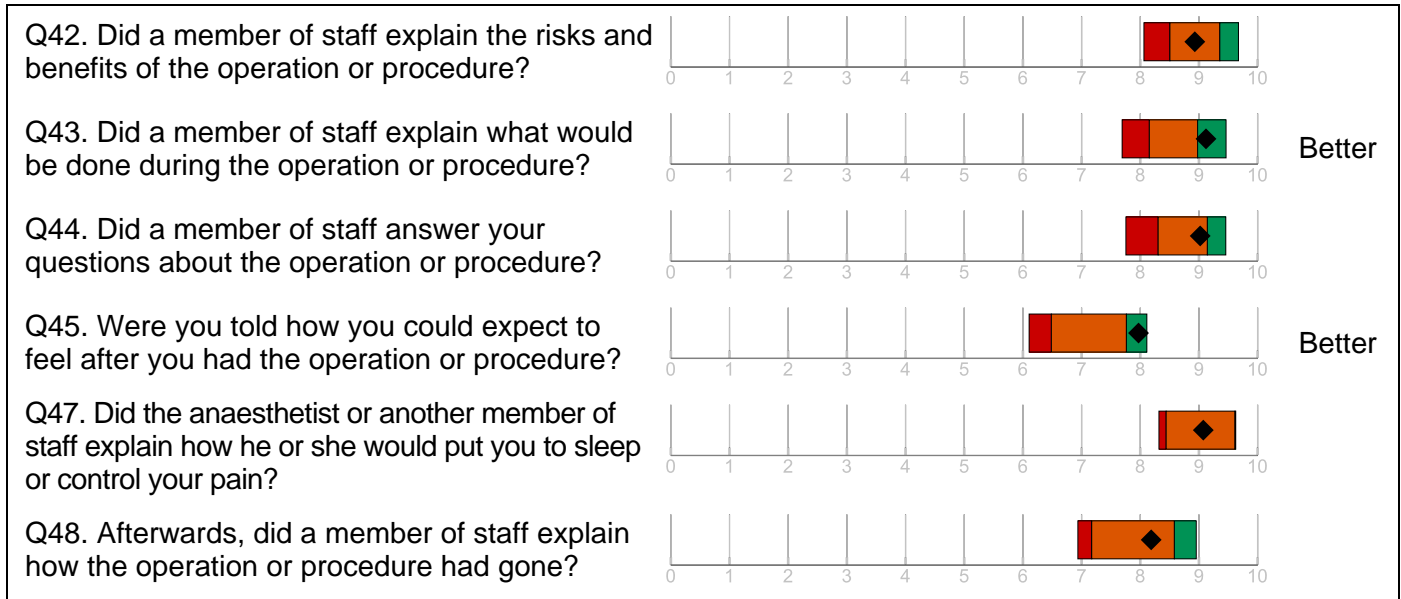 Q42. Did a member of staff explain the risks and
benefits of the operation or procedure?
0 1 2 3 4 5 6 7 8 9 10
Q43. Did a member of staff explain what would
be done during the operation or procedure?
Better
0 1 2 3 4 5 6 7 8 9 10
Q44. Did a member of staff answer your
questions about the operation or procedure?
0 1 2 3 4 5 6 7 8 9 10
Q45. Were you told how you could expect to
feel after you had the operation or procedure?
Better
0 1 2 3 4 5 6 7 8 9 10
Q47. Did the anaesthetist or another member of
staff explain how he or she would put you to sleep
or control your pain?
0 1 2 3 4 5 6 7 8 9 10
Q48. Afterwards, did a member of staff explain
how the operation or procedure had gone?
0 1 2 3 4 5 6 7 8 9 10